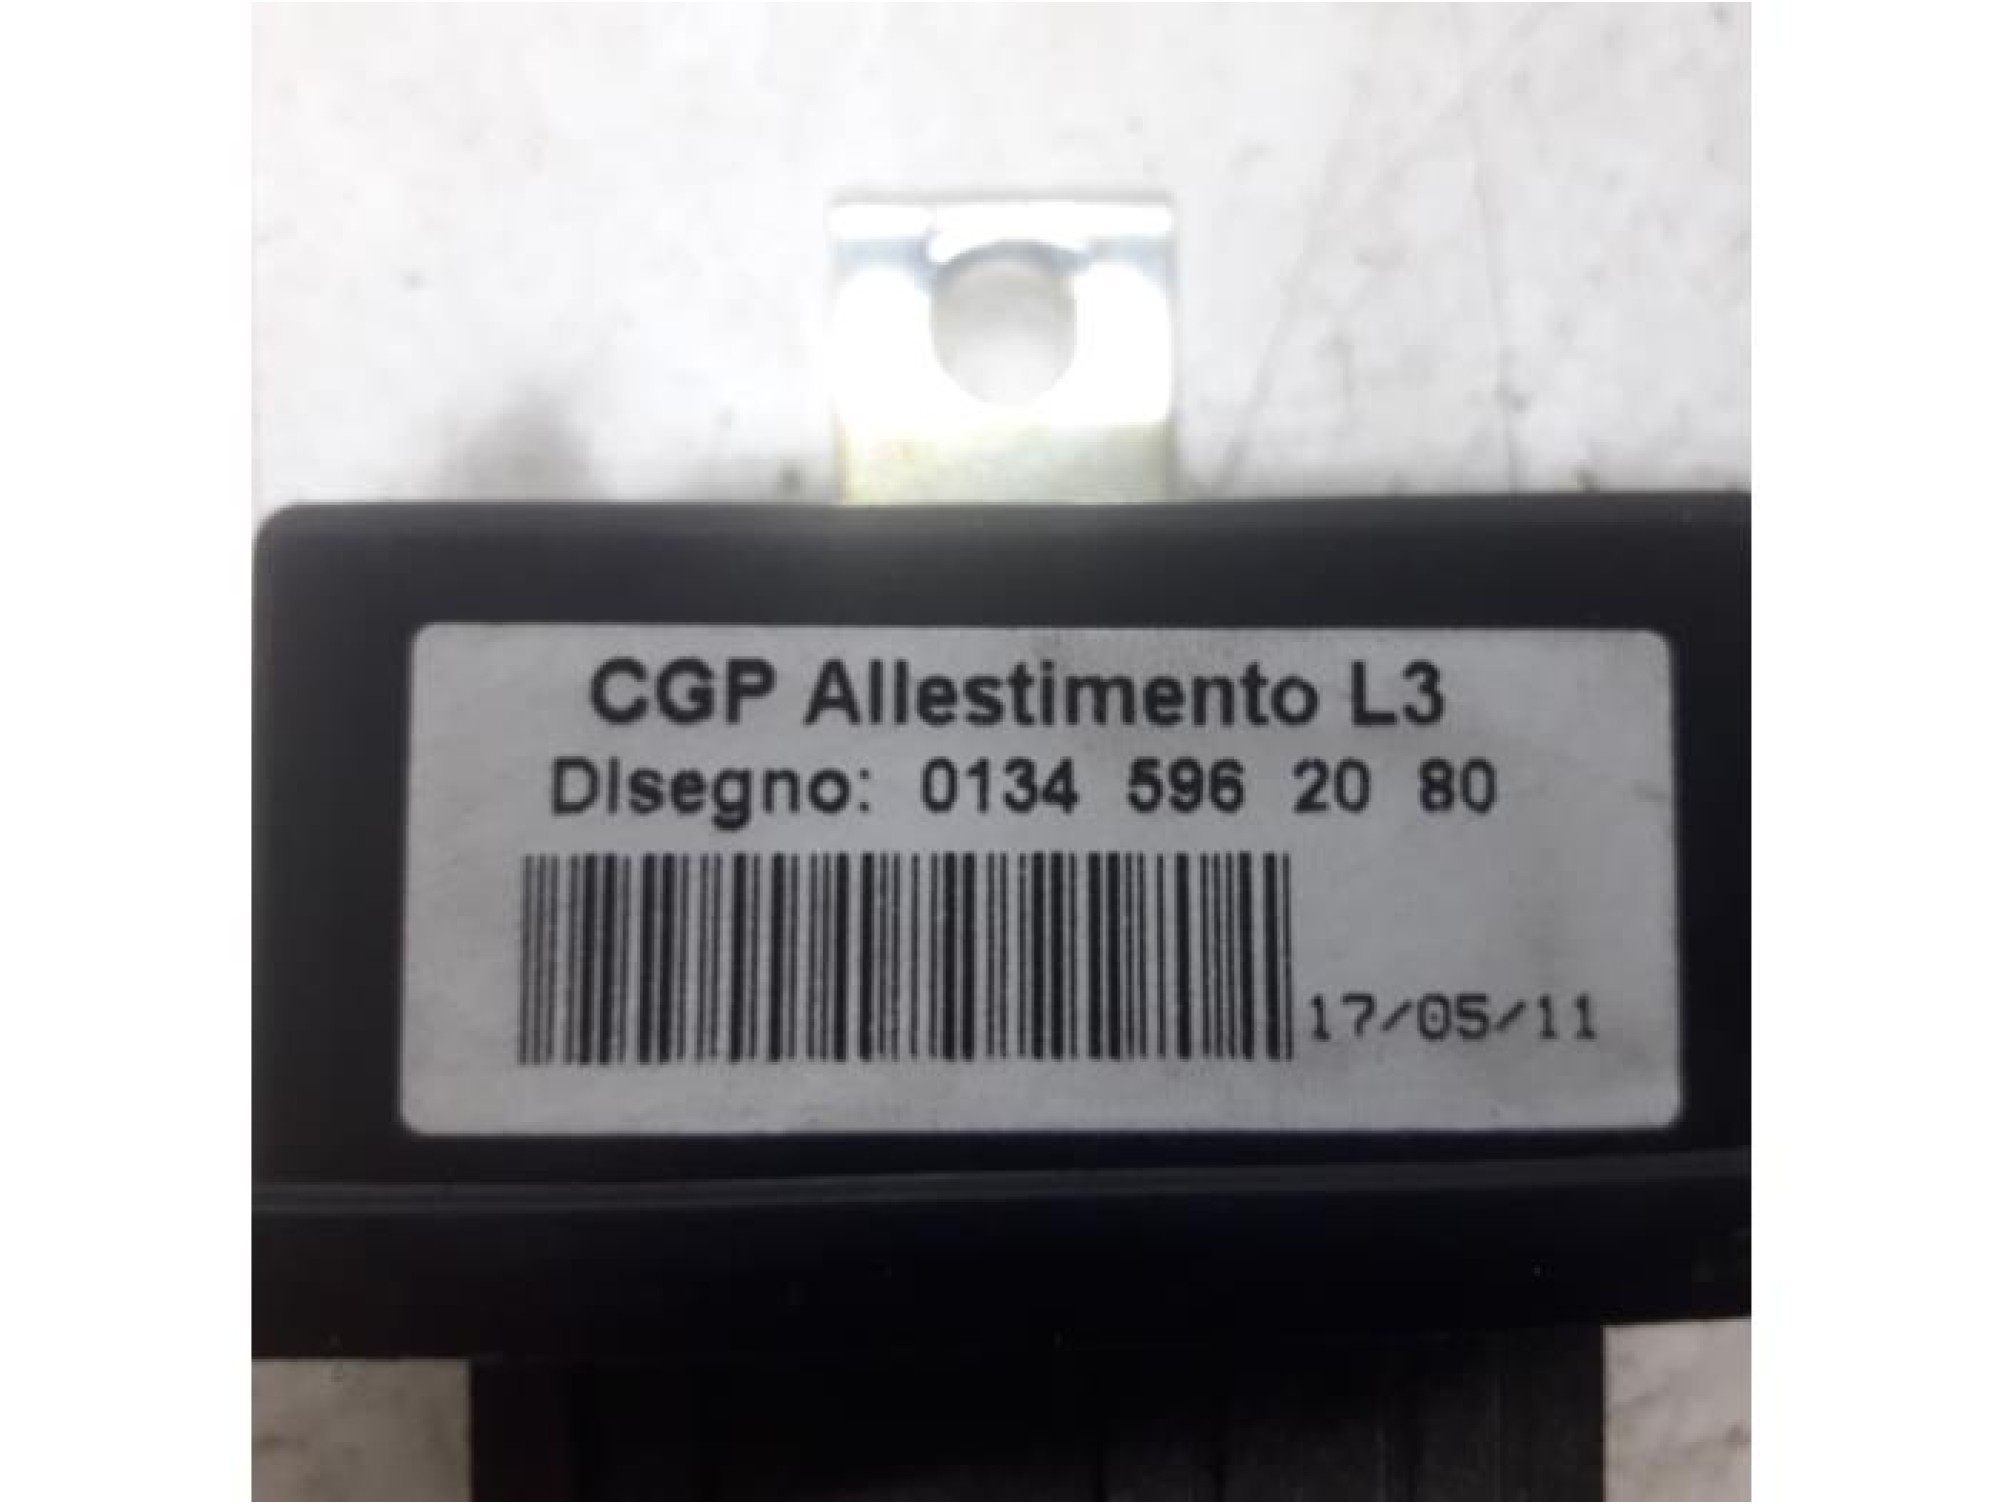 CGP Allestimento L3
Disegno: 0134 596 20 80
17/05/11